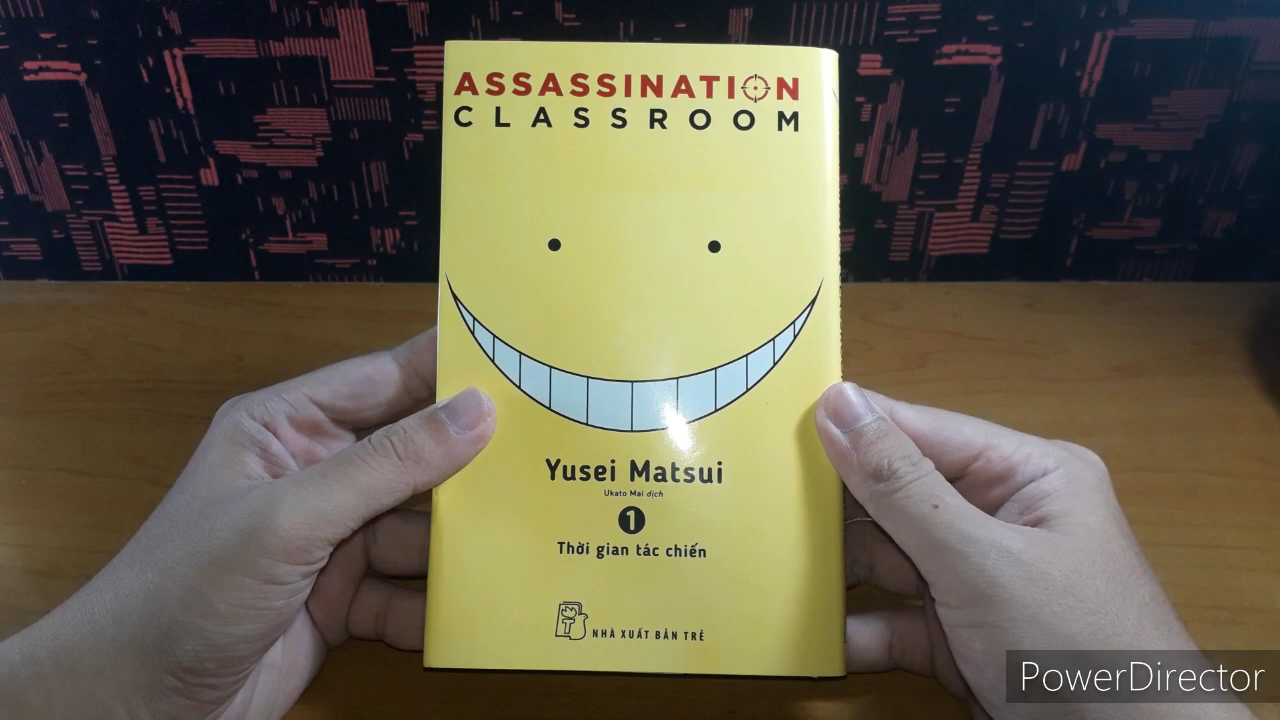 ASSASSINATION
CLASSROOM
Yusei Matsui
Ukato Mai dịch
1
Thời gian tác chiến
T
NHÀ XUẤT BẢN TRẺ
PowerDirector